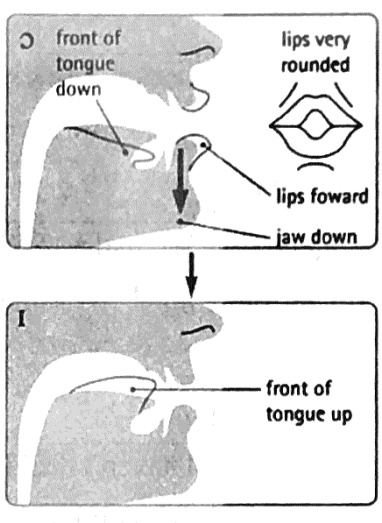 ɔ
front of
tongue
down
lips very
rounded
lips foward
jaw down
I
front of
tongue up